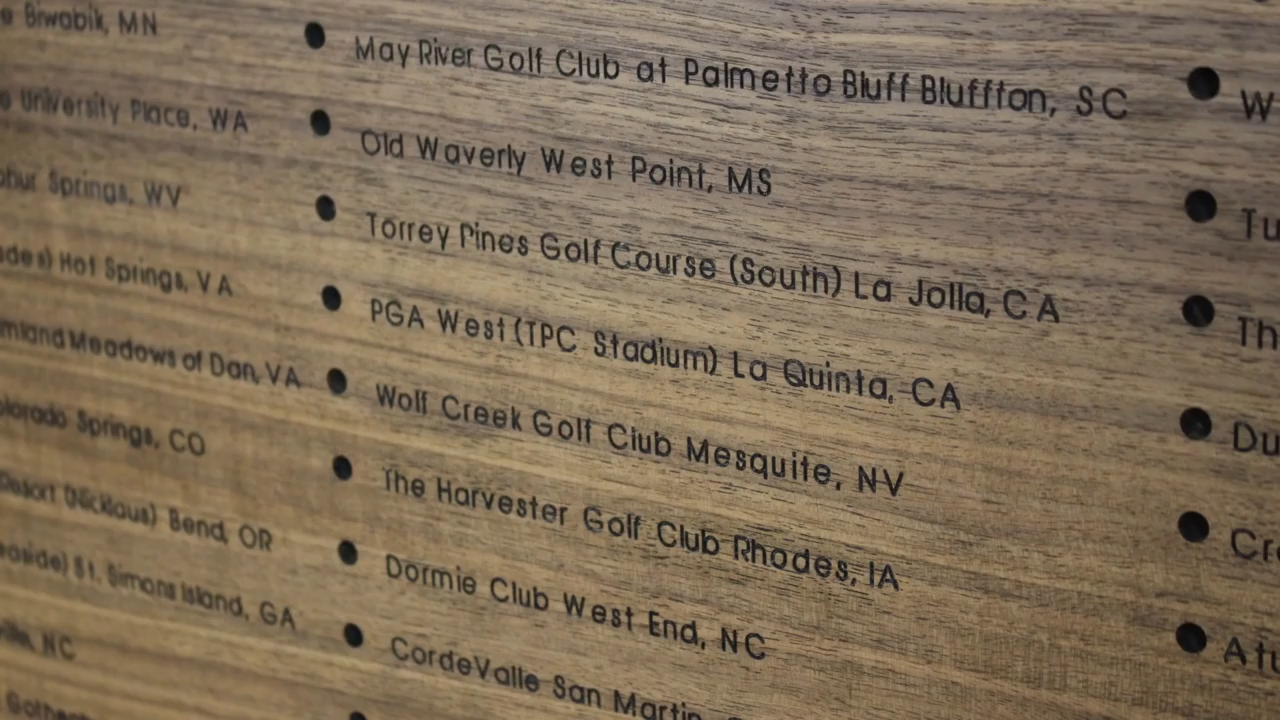 Biwabik, MN
University Place, WA
Springs, WV
Hot Springs, VA
Meadows of Dan, VA
Springs, CO
(Nicklaus) Bend, OR
St. Simons Island, GA
NC
May River Golf Club at Palmetto Bluff Bluffton, SC
Old Waverly West Point, MS
Torrey Pines Golf Course (South) La Jolla, CA
PGA West (TPC Stadium) La Quinta, CA
Wolf Creek Golf Club Mesquite, NV
The Harvester Golf Club Rhodes, IA
Dormie Club West End, NC
CordeValle San Martin,